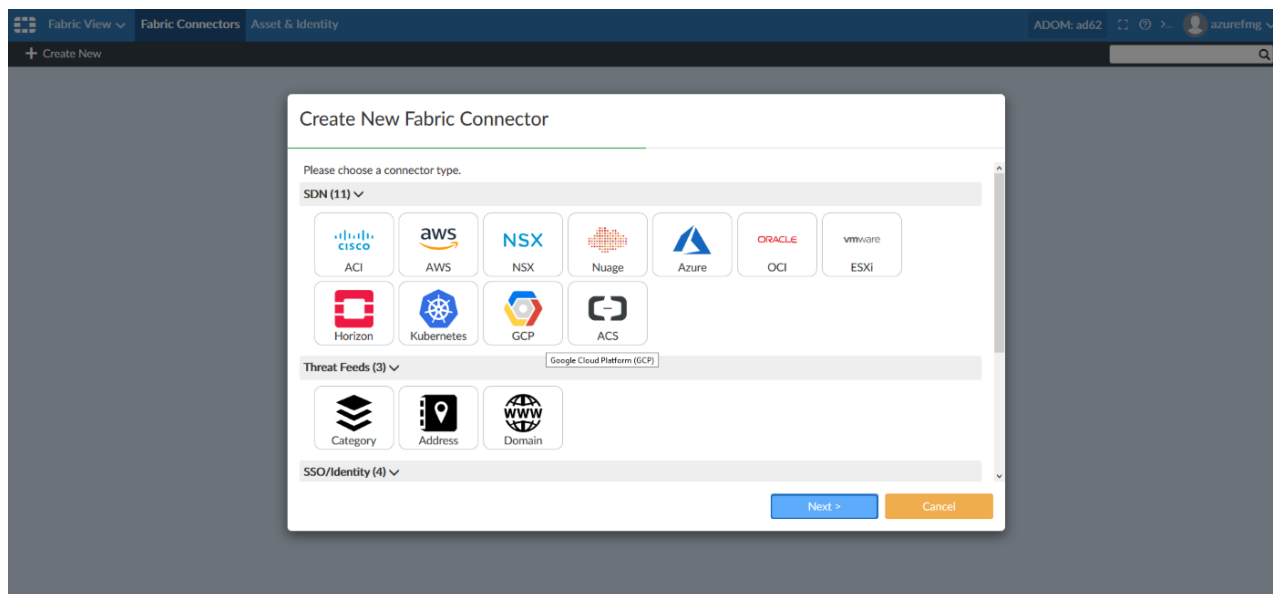 Fabric View Fabric Connectors Asset & Identity ADOM: ad62 >_ azurefmg
+ Create New
Create New Fabric Connector
Please choose a connector type.
SDN (11)
CISCO aws NSX ORACLE vmware
ACI AWS NSX Nuage Azure OCI ESXi
Horizon Kubernetes GCP ACS
Google Cloud Platform (GCP)
Threat Feeds (3)
WWW
Category Address Domain
SSO/Identity (4)
Next > Cancel